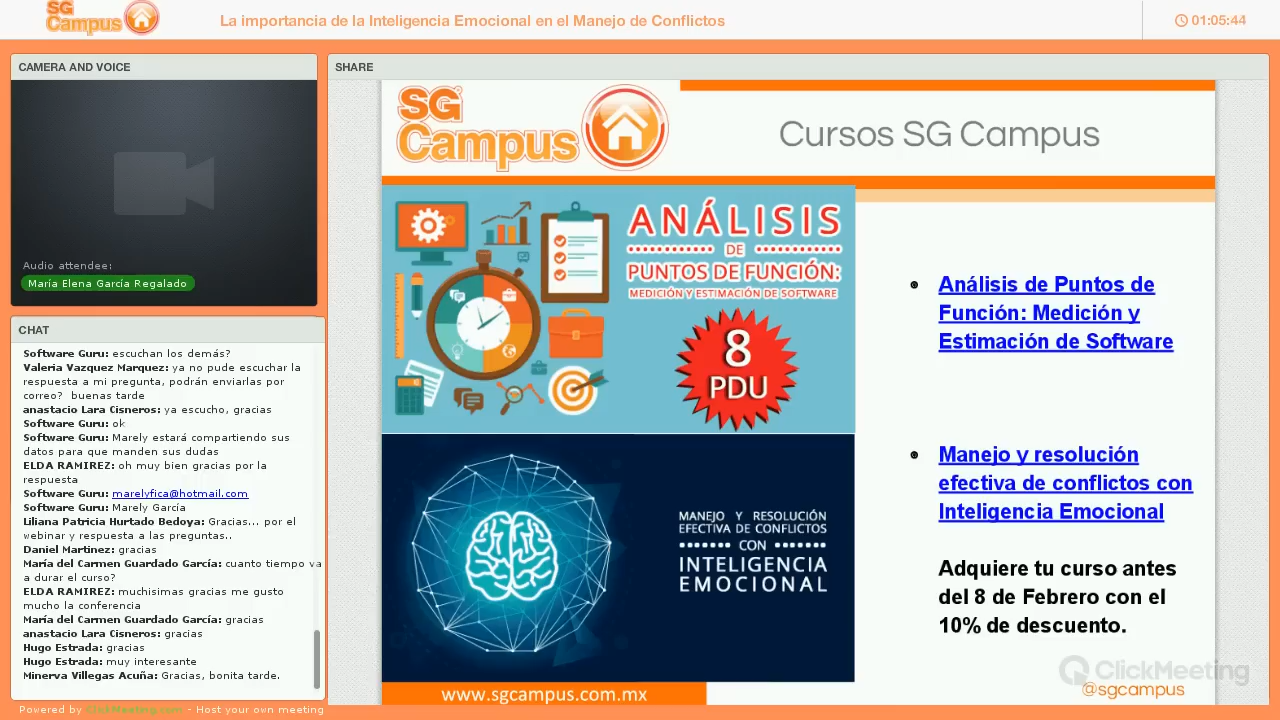 SG Campus
La importancia de la Inteligencia Emocional en el Manejo de Conflictos
01:05:44
CAMERA AND VOICE
Audio attendee:
María Elena García Regalado
CHAT
Software Guru: escuchan los demás?
Valeria Vazquez Marquez: ya no pude escuchar la
respuesta a mi pregunta, podrán enviarlas por
correo? buenas tarde
anastacio Lara Cisneros: ya escucho, gracias
Software Guru: ok
Software Guru: Marely estará compartiendo sus
datos para que manden sus dudas
ELDA RAMIREZ: oh muy bien gracias por la
respuesta
Software Guru: marelyfica@hotmail.com
Software Guru: Marely García
Liliana Patricia Hurtado Bedoya: Gracias... por el
webinar y respuesta a las preguntas..
Daniel Martinez: gracias
María del Carmen Guardado García: cuanto tiempo va
a durar el curso?
ELDA RAMIREZ: muchisimas gracias me gusto
mucho la conferencia
María del Carmen Guardado García: gracias
anastacio Lara Cisneros: gracias
Hugo Estrada: gracias
Hugo Estrada: muy interesante
Minerva Villegas Acuña: Gracias, bonita tarde.
Powered by ClickMeeting.com - Host your own meeting
SHARE
SG
Campus
Cursos SG Campus
ANÁLISIS
DE
PUNTOS DE FUNCIÓN:
MEDICIÓN Y ESTIMACIÓN DE SOFTWARE
8
PDU
• Análisis de Puntos de
Función: Medición y
Estimación de Software
MANEJO Y RESOLUCIÓN
EFECTIVA DE CONFLICTOS
CON
INTELIGENCIA
EMOCIONAL
• Manejo y resolución
efectiva de conflictos con
Inteligencia Emocional
Adquiere tu curso antes
del 8 de Febrero con el
10% de descuento.
www.sgcampus.com.mx
ClickMeeting
@sgcampus